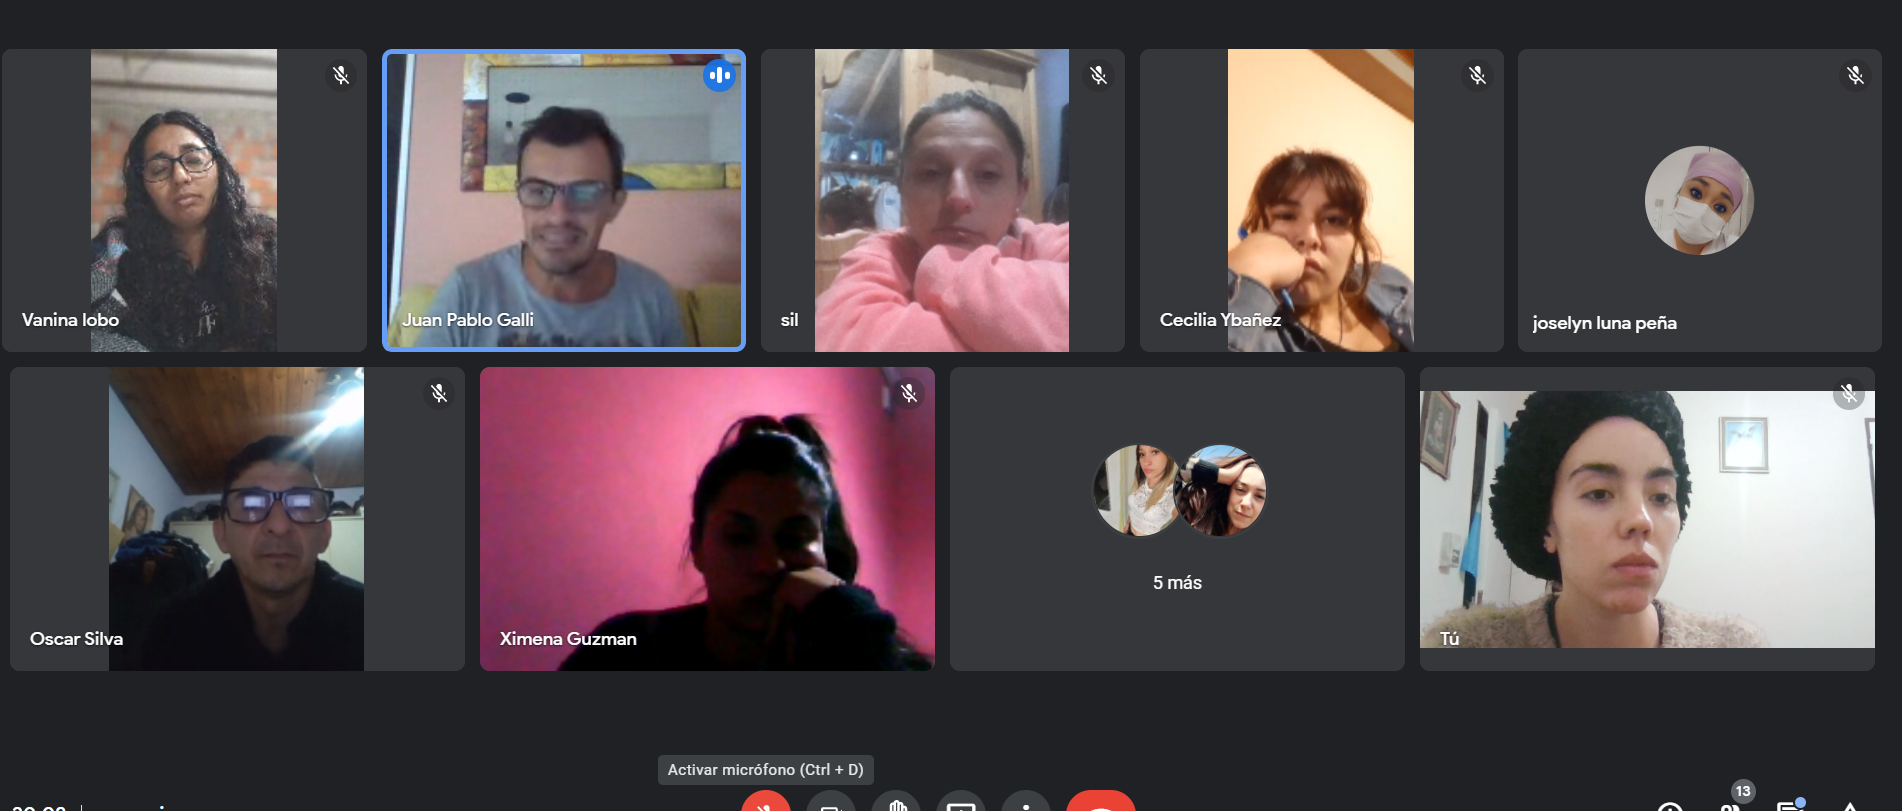 Vanina lobo
Juan Pablo Galli
sil
Cecilia Ybañez
joselyn luna peña
Oscar Silva
Ximena Guzman
5 más
Tú
Activar micrófono (Ctrl + D)
13